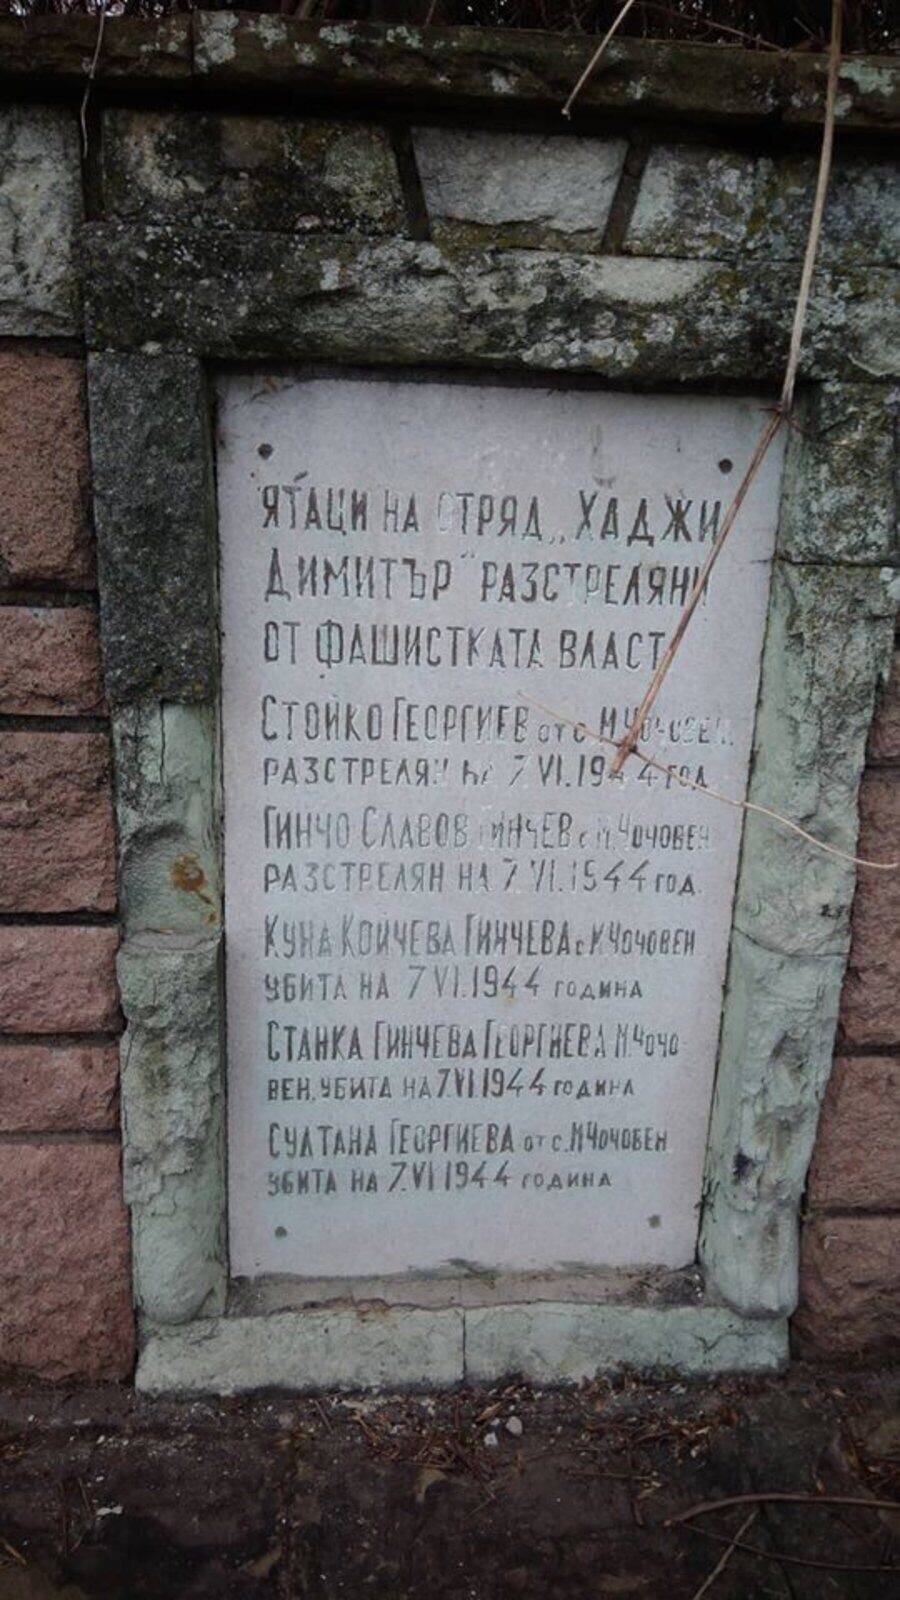 ЯТАЦИ НА ОТРЯД „ХАДЖИ
ДИМИТЪР" РАЗСТРЕЛЯНИ
ОТ ФАШИСТКАТА ВЛАСТ
СТОЙКО ГЕОРГИЕВ ОТ С М.ЧОЧОВЕН.
РАЗСТРЕЛЯН НА 7 VI.1944 ГОД
ГИНЧО СЛАВОВ ГИНЧЕВ С М.ЧОЧОВЕН
РАЗСТРЕЛЯН НА 7.VI.1944 ГОД.
КУНА КОЙЧЕВА ГИНЧЕВА С М.ЧОЧОВЕН
УБИТА НА 7 VI.1944 ГОДИНА
СТАНКА ГИНЧЕВА ГЕОРГИЕВА М.ЧОЧО-
ВЕН. УБИТА НА 7.VI.1944 ГОДИНА
СУЛТАНА ГЕОРГИЕВА ОТ С. М.ЧОЧОВЕН
УБИТА НА 7.VI 1944 ГОДИНА